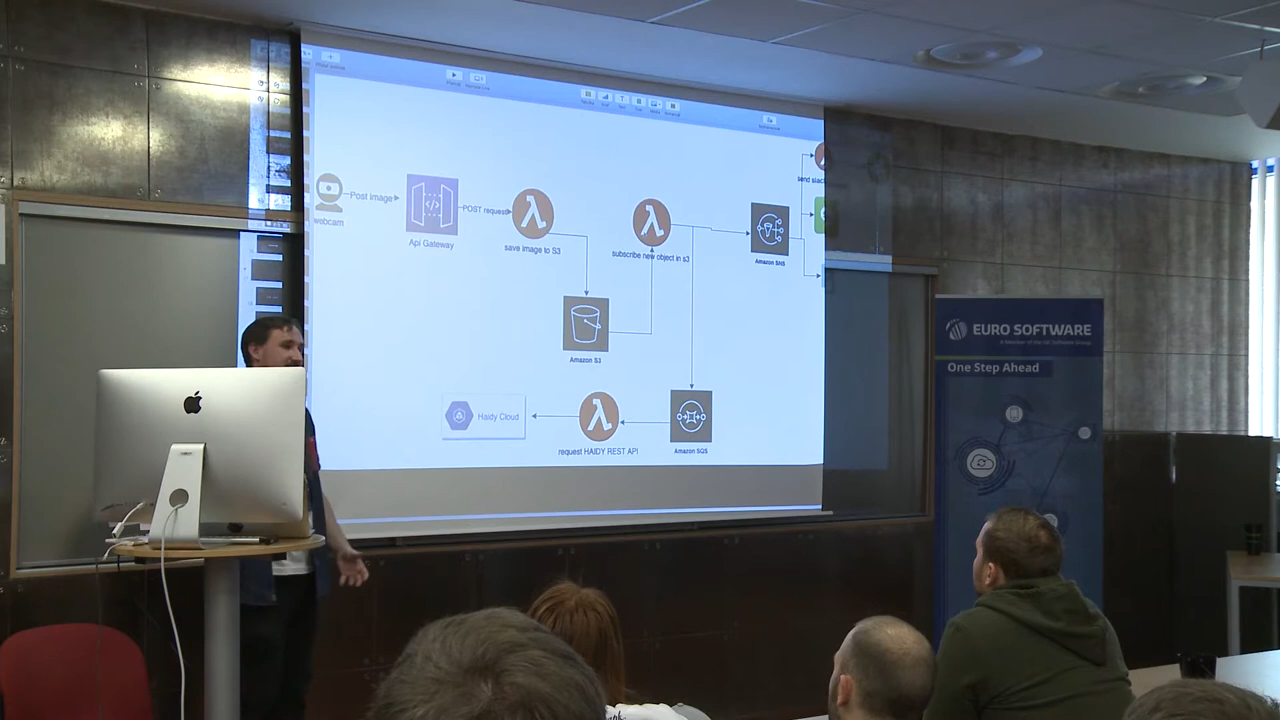 Post image
POST request
webcam
Api Gateway
save image to S3
subscribe new object in s3
Amazon SNS
send slac
Amazon S3
Haidy Cloud
request HAIDY REST API
Amazon SQS
EURO SOFTWARE
One Step Ahead